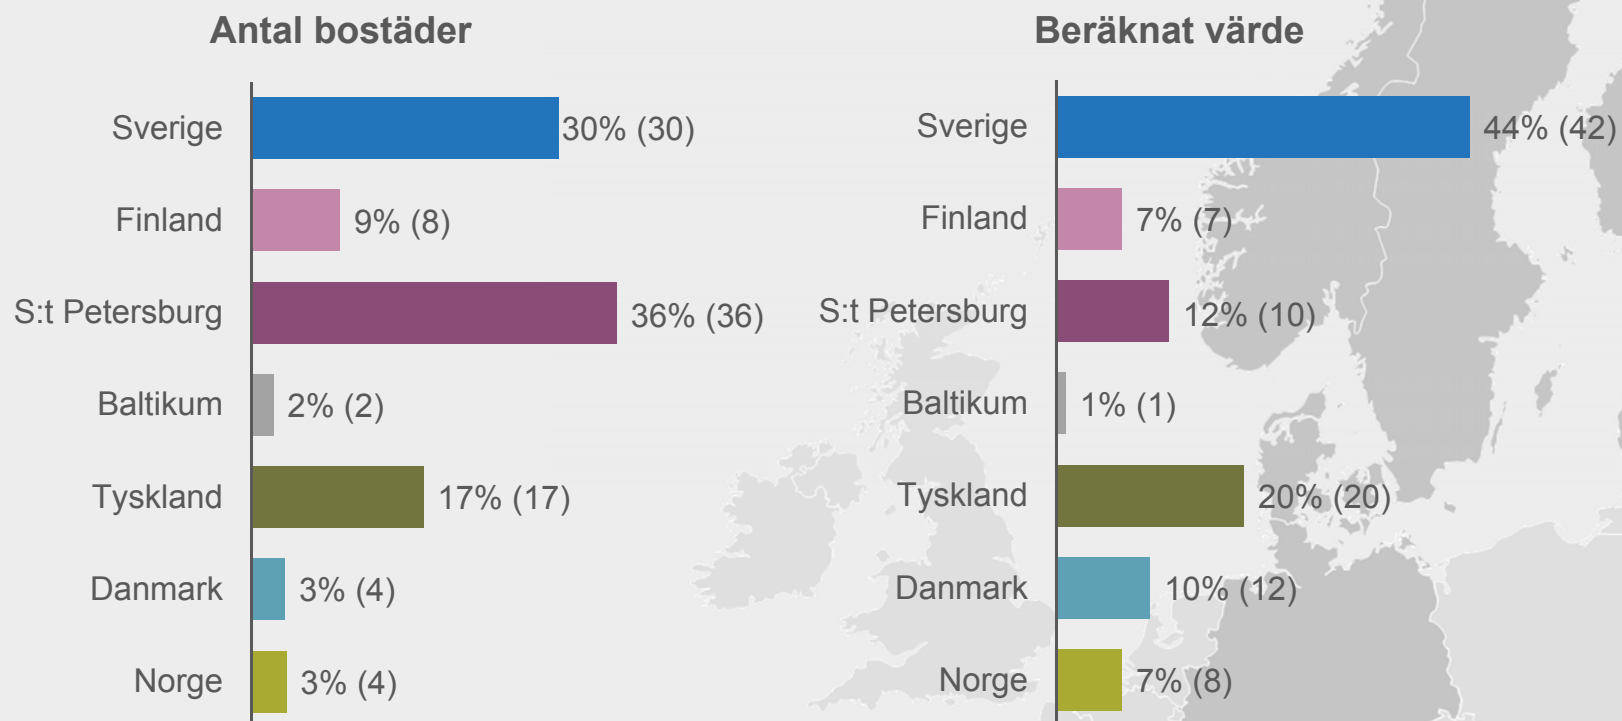 Antal bostäder
Sverige 30% (30)
Finland 9% (8)
S:t Petersburg 36% (36)
Baltikum 2% (2)
Tyskland 17% (17)
Danmark 3% (4)
Norge 3% (4)
Beräknat värde
Sverige 44% (42)
Finland 7% (7)
S:t Petersburg 12% (10)
Baltikum 1% (1)
Tyskland 20% (20)
Danmark 10% (12)
Norge 7% (8)